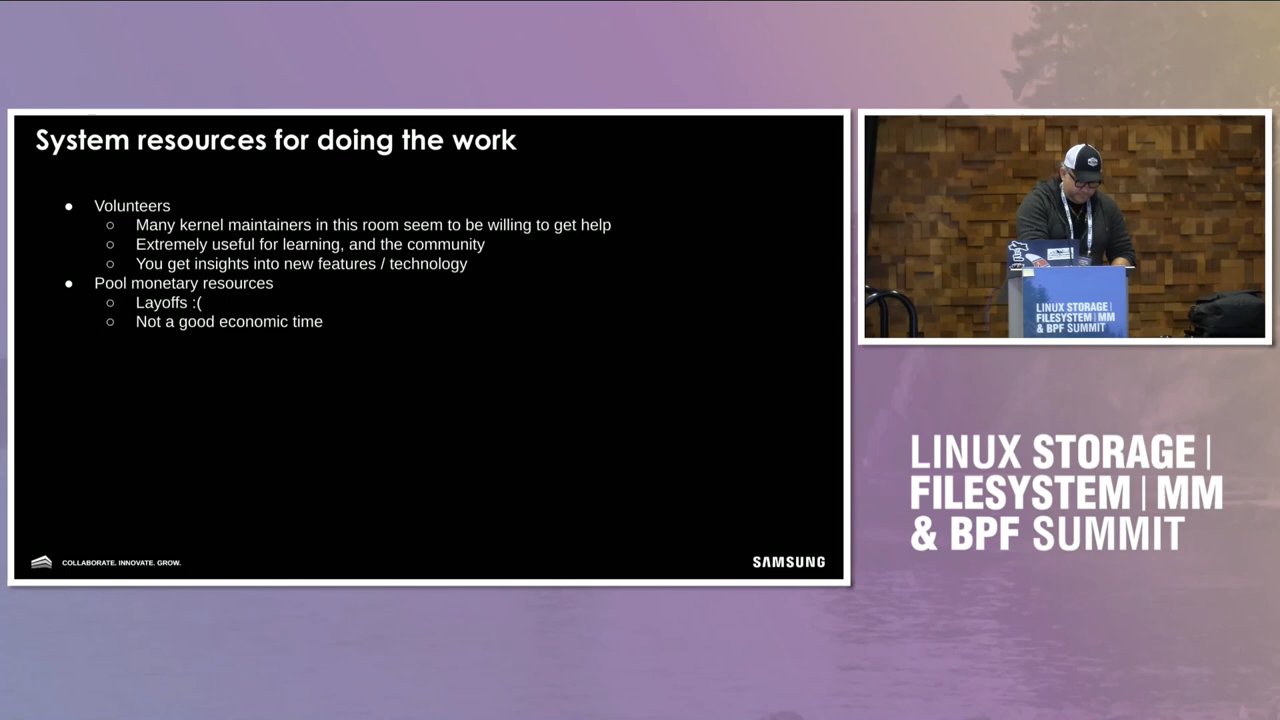 System resources for doing the work
● Volunteers
○ Many kernel maintainers in this room seem to be willing to get help
○ Extremely useful for learning, and the community
○ You get insights into new features / technology
● Pool monetary resources
○ Layoffs :(
○ Not a good economic time
COLLABORATE. INNOVATE. GROW.
SAMSUNG
LINUX STORAGE |
FILESYSTEM | MM
& BPF SUMMIT
LINUX STORAGE |
FILESYSTEM | MM
& BPF SUMMIT